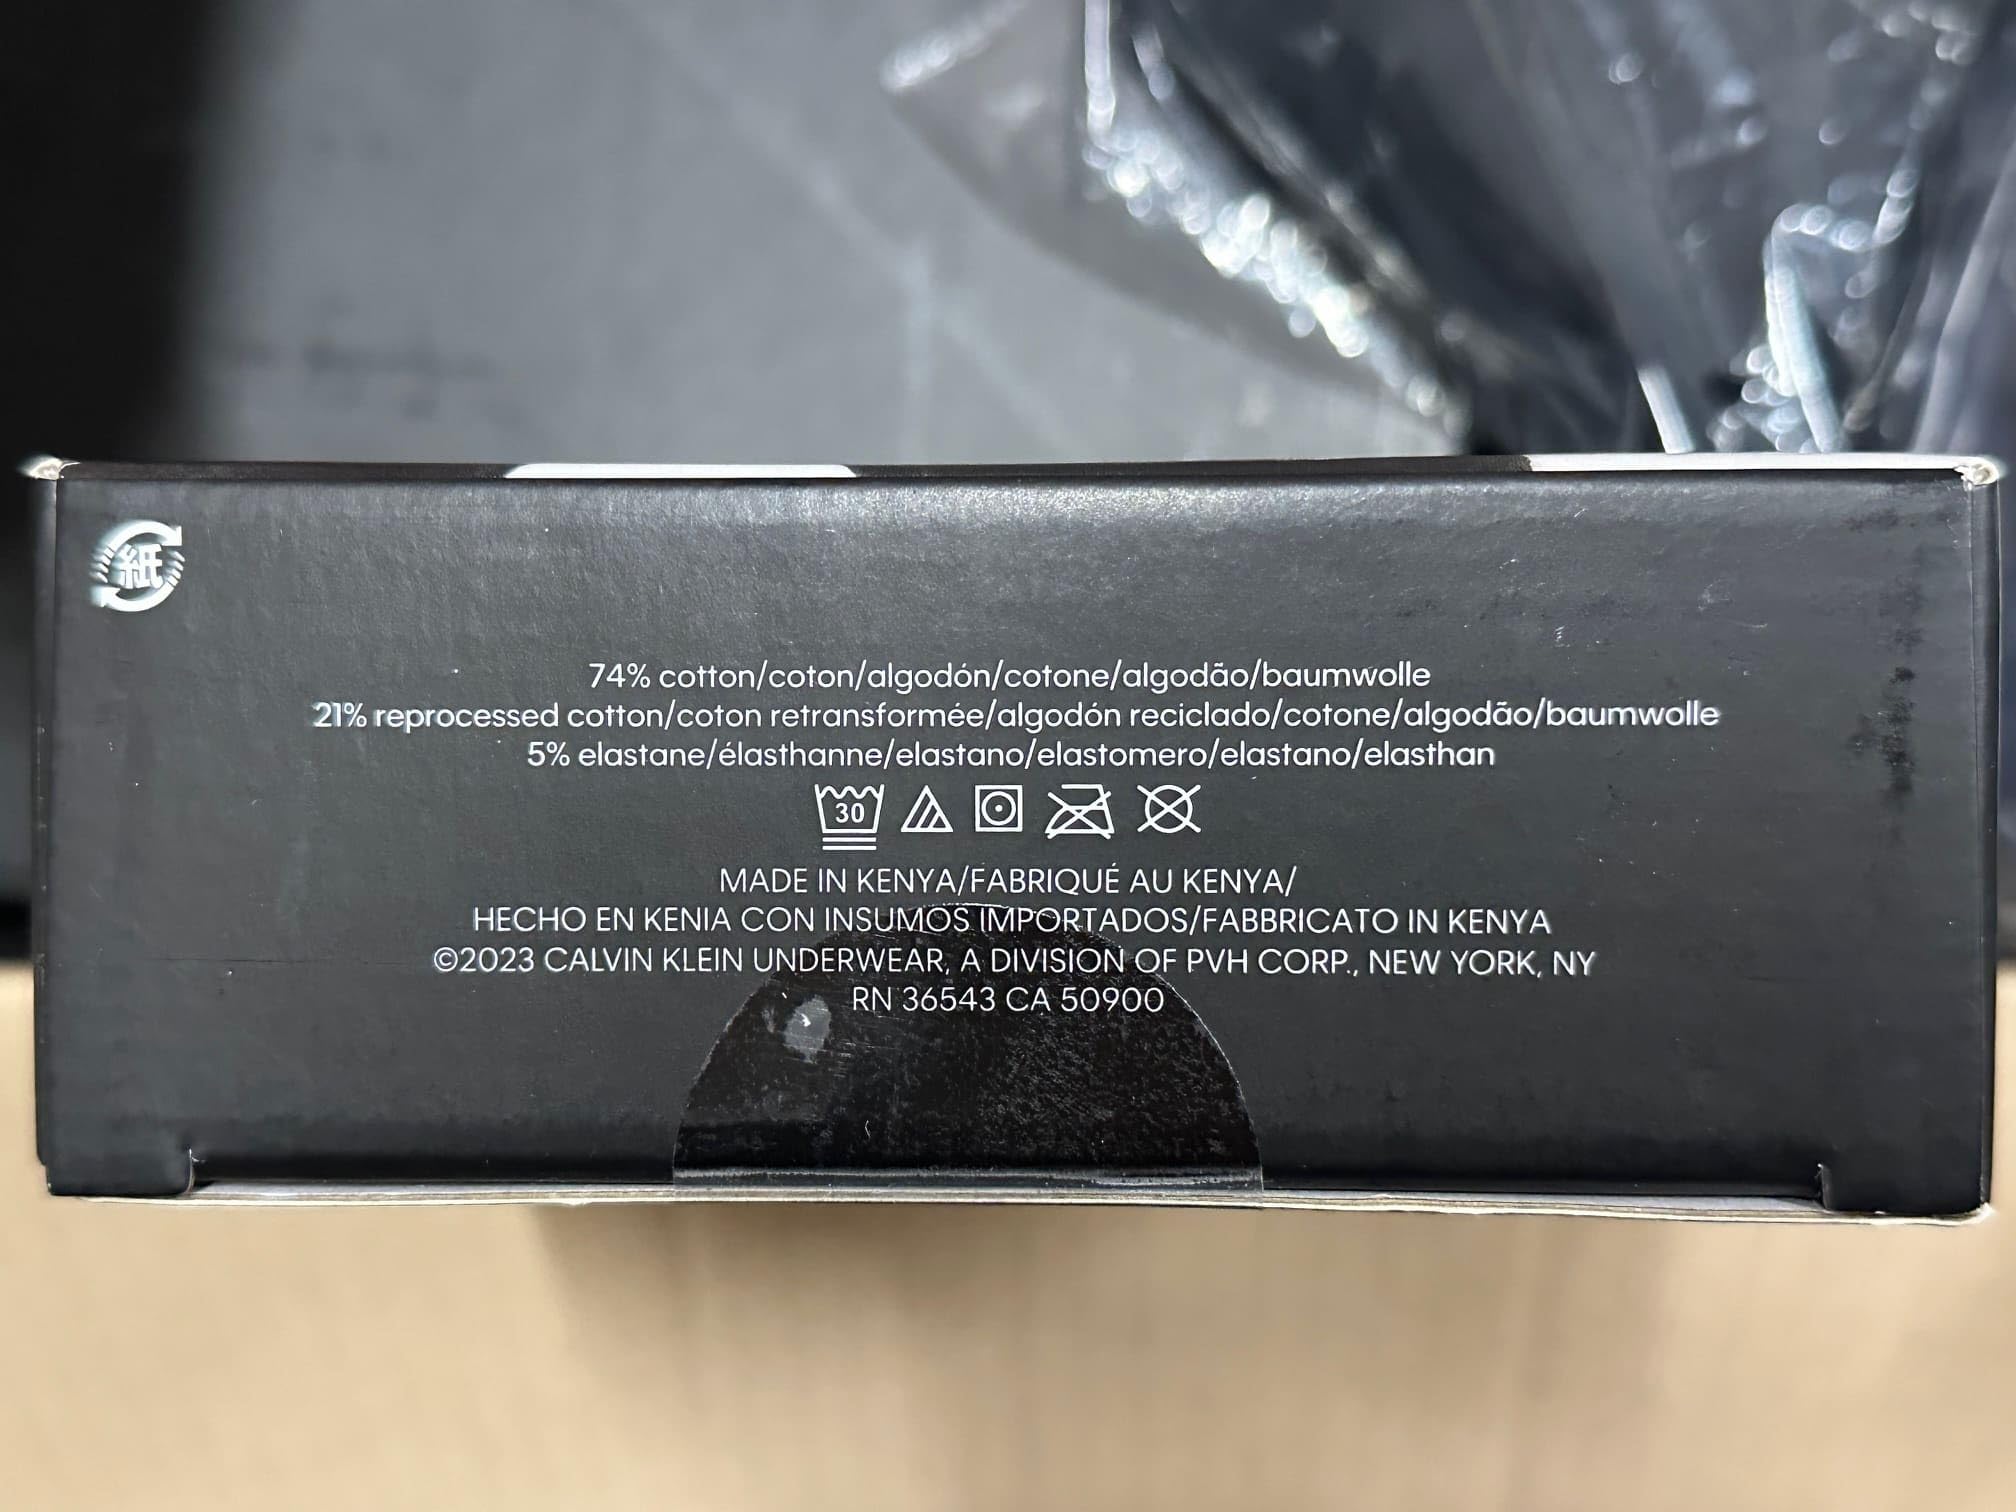 紙
74% cotton/coton/algodón/cotone/algodão/baumwolle
21% reprocessed cotton/coton retransformée/algodón reciclado/cotone/algodão/baumwolle
5% elastane/élasthanne/elastano/elastomero/elastano/elasthan
30
MADE IN KENYA/FABRIQUÉ AU KENYA/
HECHO EN KENIA CON INSUMOS IMPORTADOS/FABBRICATO IN KENYA
©2023 CALVIN KLEIN UNDERWEAR, A DIVISION OF PVH CORP., NEW YORK, NY
RN 36543 CA 50900